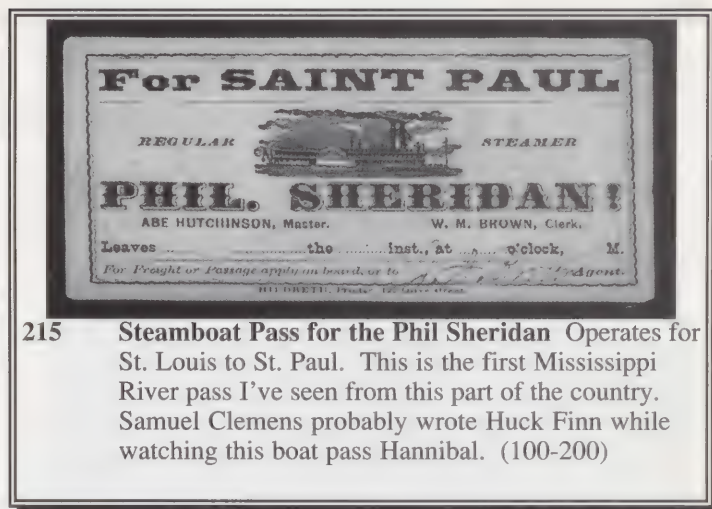 For SAINT PAUL
REGULAR STEAMER
PHIL. SHERIDAN!
ABE HUTCHINSON, Master. W. M. BROWN, Clerk.
Leaves the inst., at o'clock, M.
For Freight or Passage apply on board, or to Agent.
HILDRETH, Street.
215 Steamboat Pass for the Phil Sheridan Operates for
St. Louis to St. Paul. This is the first Mississippi
River pass I've seen from this part of the country.
Samuel Clemens probably wrote Huck Finn while
watching this boat pass Hannibal. (100-200)